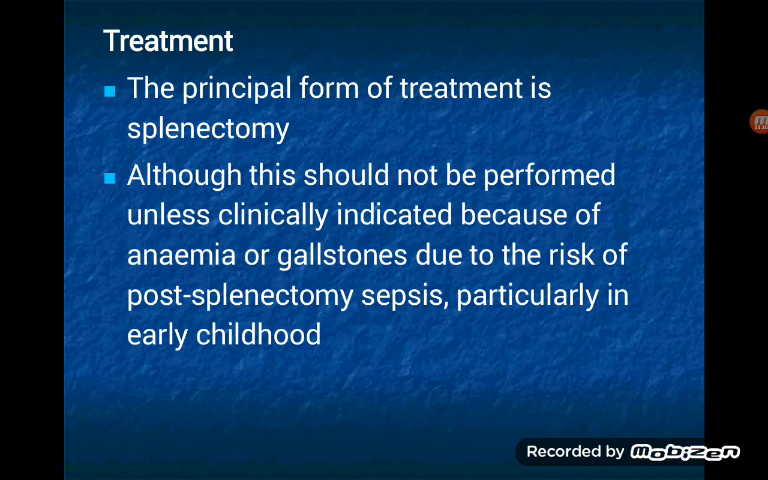 Treatment
The principal form of treatment is
splenectomy
Although this should not be performed
unless clinically indicated because of
anaemia or gallstones due to the risk of
post-splenectomy sepsis, particularly in
early childhood
Recorded by Mobizen